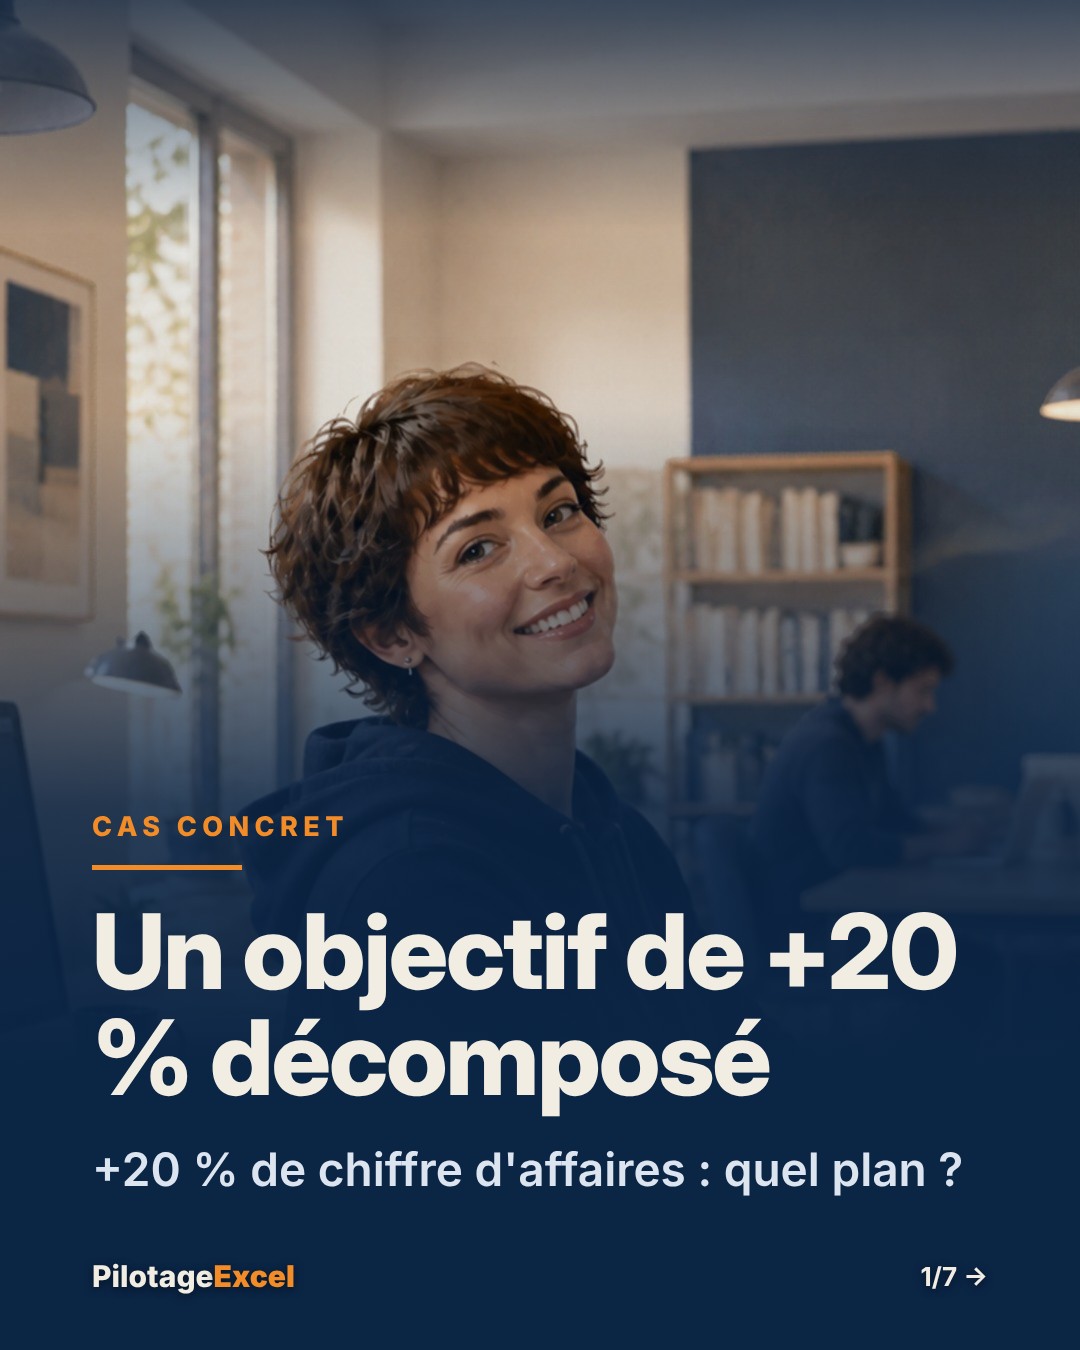 CAS CONCRET
Un objectif de +20
% décomposé
+20 % de chiffre d'affaires : quel plan ?
PilotageExcel
1/7 →